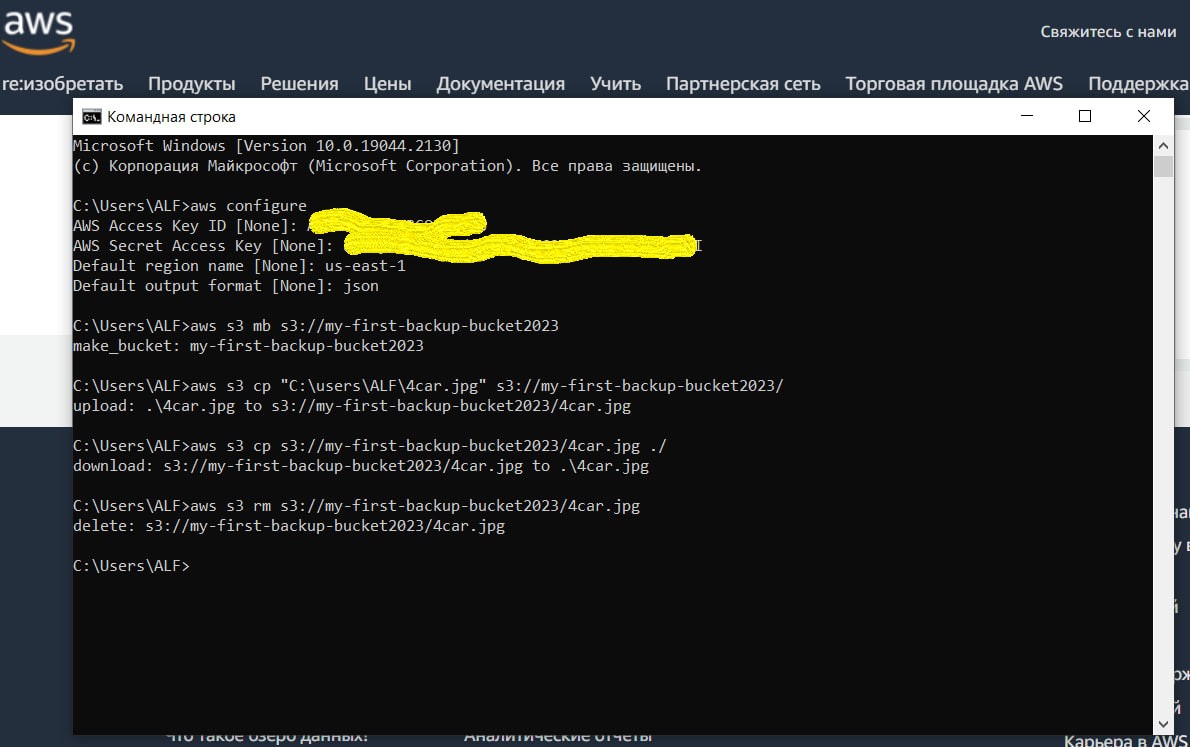 aws
Свяжитесь с нами
re:изобретать Продукты Решения Цены Документация Учить Партнерская сеть Торговая площадка AWS Поддержка
Командная строка
Microsoft Windows [Version 10.0.19044.2130]
(c) Корпорация Майкрософт (Microsoft Corporation). Все права защищены.
C:\Users\ALF>aws configure
AWS Access Key ID [None]:
AWS Secret Access Key [None]:
Default region name [None]: us-east-1
Default output format [None]: json
C:\Users\ALF>aws s3 mb s3://my-first-backup-bucket2023
make_bucket: my-first-backup-bucket2023
C:\Users\ALF>aws s3 cp "C:\users\ALF\4car.jpg" s3://my-first-backup-bucket2023/
upload: .\4car.jpg to s3://my-first-backup-bucket2023/4car.jpg
C:\Users\ALF>aws s3 cp s3://my-first-backup-bucket2023/4car.jpg ./
download: s3://my-first-backup-bucket2023/4car.jpg to .\4car.jpg
C:\Users\ALF>aws s3 rm s3://my-first-backup-bucket2023/4car.jpg
delete: s3://my-first-backup-bucket2023/4car.jpg
C:\Users\ALF>
Что такое озеро данных? Аналитические отчеты
Карьера в AWS